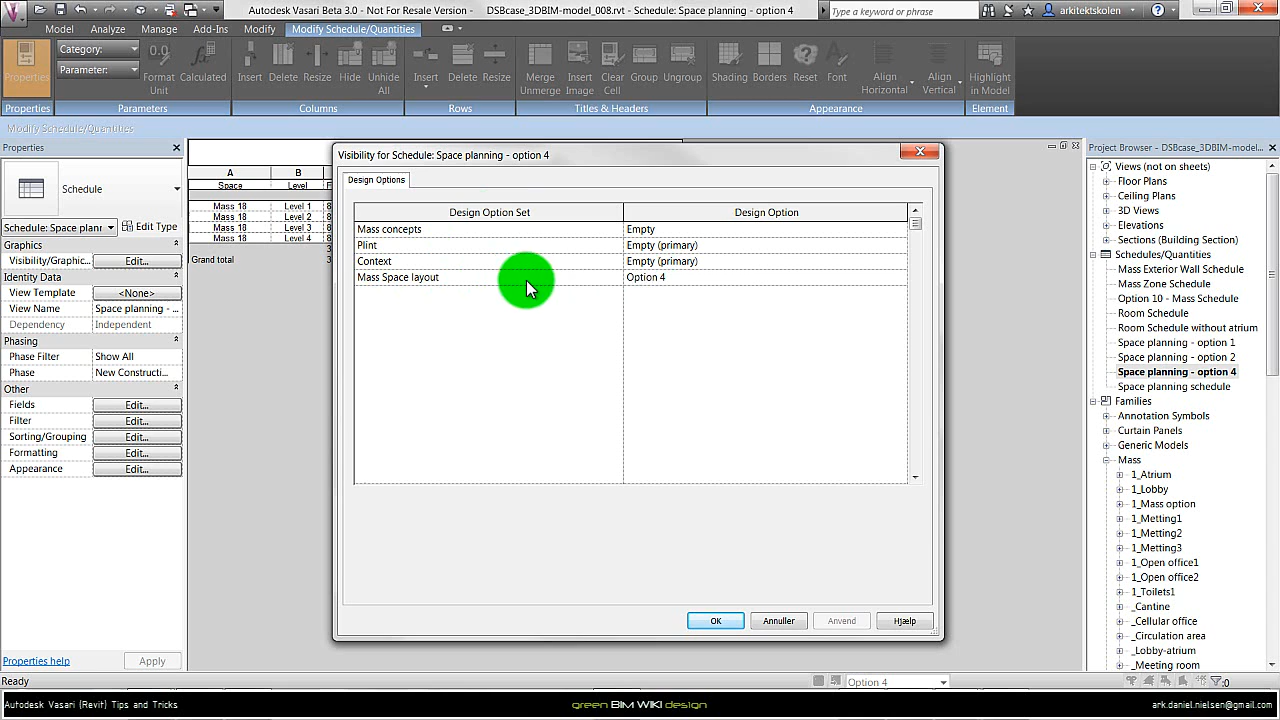 Autodesk Vasari Beta 3.0 - Not For Resale Version - DSBcase_3DBIM-model_008.rvt - Schedule: Space planning - option 4
Type a keyword or phrase
arkitektskolen
Model Analyze Manage Add-Ins Modify Modify Schedule/Quantities
Properties
Category:
Parameter:
Format Unit
Calculated
Insert
Delete
Resize
Hide
Unhide All
Insert
Delete
Resize
Merge Unmerge
Insert Image
Clear Cell
Group
Ungroup
Shading
Borders
Reset
Font
Align Horizontal
Align Vertical
Highlight in Model
Properties Parameters Columns Rows Titles & Headers Appearance Element
Modify Schedule/Quantities
Properties
Schedule
Schedule: Space planr
Edit Type
Graphics
Visibility/Graphic... Edit...
Identity Data
View Template <None>
View Name Space planning - ...
Dependency Independent
Phasing
Phase Filter Show All
Phase New Constructi...
Other
Fields Edit...
Filter Edit...
Sorting/Grouping Edit...
Formatting Edit...
Appearance Edit...
Properties help
Apply
A B
Space Level
Mass 18 Level 1 8
Mass 18 Level 2 8
Mass 18 Level 3 8
Mass 18 Level 4 8
3
Grand total 3
Visibility for Schedule: Space planning - option 4
Design Options
Design Option Set Design Option
Mass concepts Empty
Plint Empty (primary)
Context Empty (primary)
Mass Space layout Option 4
OK
Annuller
Anvend
Hjælp
Project Browser - DSBcase_3DBIM-model...
Views (not on sheets)
Floor Plans
Ceiling Plans
3D Views
Elevations
Sections (Building Section)
Schedules/Quantities
Mass Exterior Wall Schedule
Mass Zone Schedule
Option 10 - Mass Schedule
Room Schedule
Room Schedule without atrium
Space planning - option 1
Space planning - option 2
Space planning - option 4
Space planning schedule
Families
Annotation Symbols
Curtain Panels
Generic Models
Mass
1_Atrium
1_Lobby
1_Mass option
1_Metting1
1_Metting2
1_Metting3
1_Open office1
1_Open office2
1_Toilets1
_Cantine
_Cellular office
_Circulation area
_Lobby-atrium
_Meeting room
Ready
Option 4
:0
Autodesk Vasari (Revit) Tips and Tricks
green BIM WIKI design
ark.daniel.nielsen@gmail.com